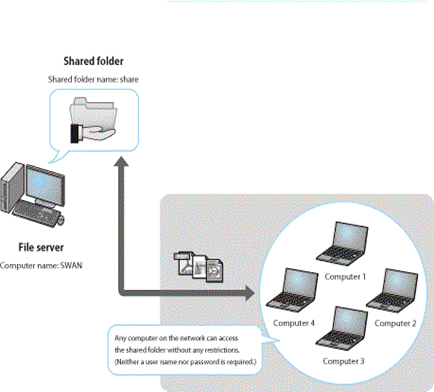 Shared folder
Shared folder name: share
File server
Computer name: SWAN
Computer 1
Computer 4
Computer 2
Computer 3
Any computer on the network can access
the shared folder without any restrictions.
(Neither a user name nor password is required.)